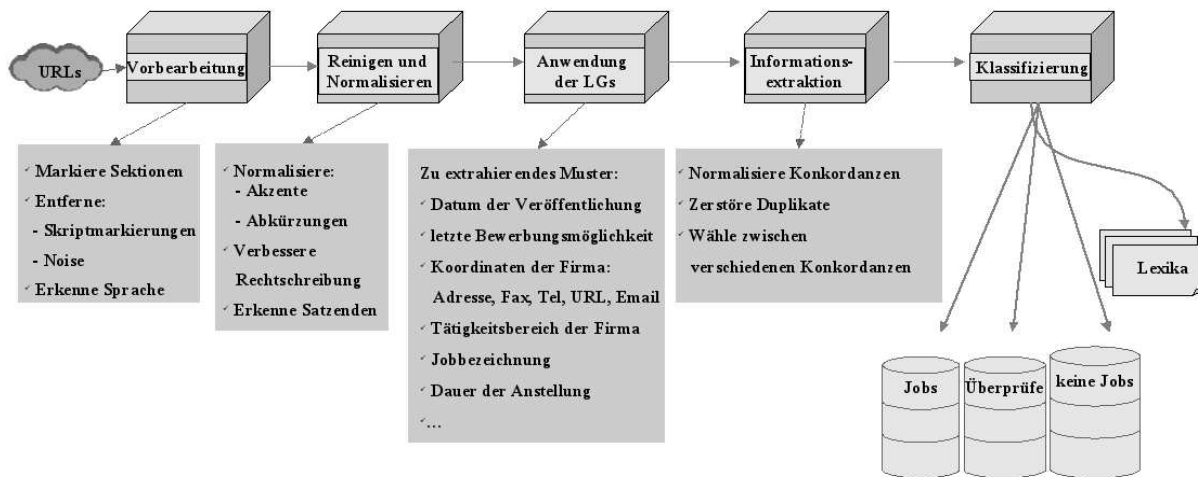 URLs
Vorbearbeitung
Reinigen und
Normalisieren
Anwendung
der LGs
Informations-
extraktion
Klassifizierung
✓ Markiere Sektionen
✓ Entferne:
- Skriptmarkierungen
- Noise
✓ Erkenne Sprache
✓ Normalisiere:
- Akzente
- Abkürzungen
✓ Verbessere
Rechtschreibung
✓ Erkenne Satzenden
Zu extrahierendes Muster:
✓ Datum der Veröffentlichung
✓ letzte Bewerbungsmöglichkeit
✓ Koordinaten der Firma:
Adresse, Fax, Tel, URL, Email
✓ Tätigkeitsbereich der Firma
✓ Jobbezeichnung
✓ Dauer der Anstellung
✓ ...
✓ Normalisiere Konkordanzen
✓ Zerstöre Duplikate
✓ Wähle zwischen
verschiedenen Konkordanzen
Lexika
Jobs
Überprüfe
keine Jobs